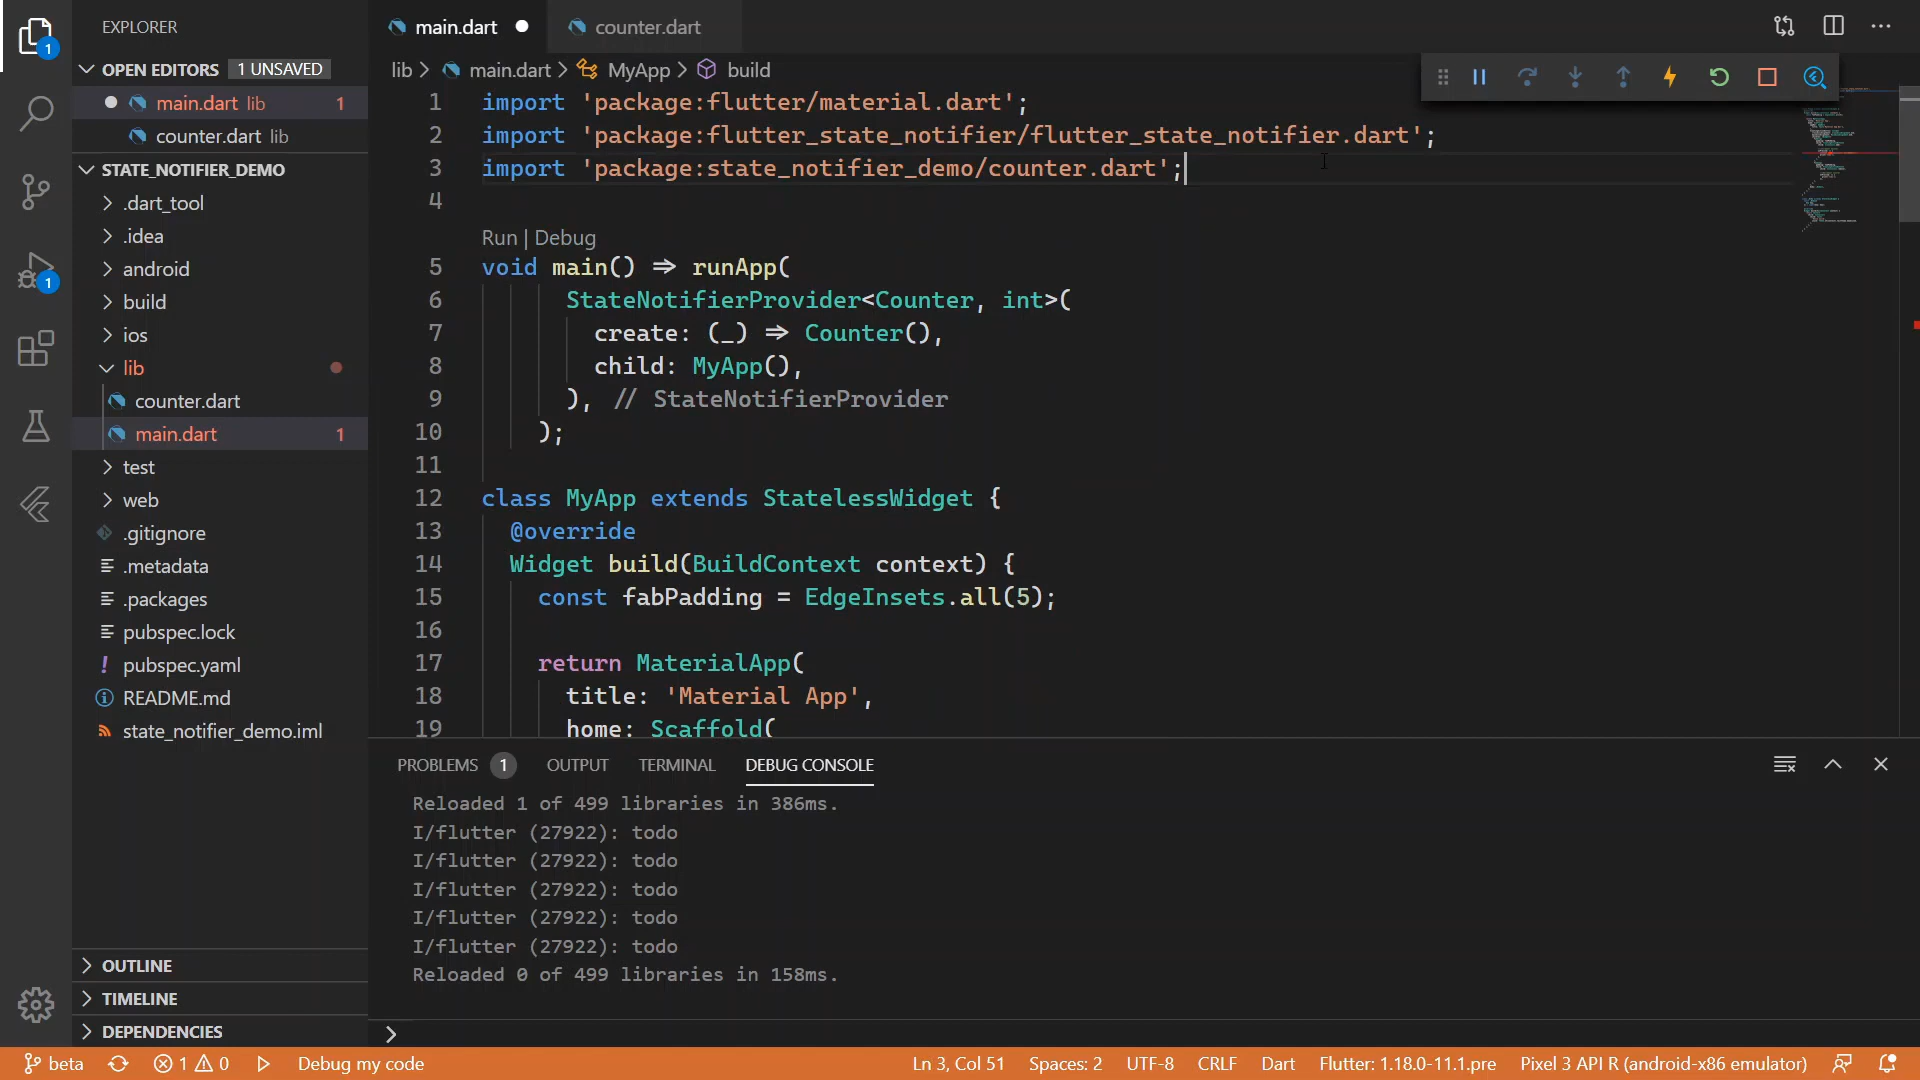 EXPLORER
OPEN EDITORS 1 UNSAVED
main.dart lib 1
counter.dart lib
STATE_NOTIFIER_DEMO
.dart_tool
.idea
android
build
ios
lib
counter.dart
main.dart 1
test
web
.gitignore
.metadata
.packages
pubspec.lock
pubspec.yaml
README.md
state_notifier_demo.iml
OUTLINE
TIMELINE
DEPENDENCIES
1
1
main.dart
counter.dart
lib > main.dart > MyApp > build
1 import 'package:flutter/material.dart';
2 import 'package:flutter_state_notifier/flutter_state_notifier.dart';
3 import 'package:state_notifier_demo/counter.dart';
4
Run | Debug
5 void main() => runApp(
6 StateNotifierProvider<Counter, int>(
7 create: (_) => Counter(),
8 child: MyApp(),
9 ), // StateNotifierProvider
10 );
11
12 class MyApp extends StatelessWidget {
13 @override
14 Widget build(BuildContext context) {
15 const fabPadding = EdgeInsets.all(5);
16
17 return MaterialApp(
18 title: 'Material App',
19 home: Scaffold(
PROBLEMS 1 OUTPUT TERMINAL DEBUG CONSOLE
Reloaded 1 of 499 libraries in 386ms.
I/flutter (27922): todo
I/flutter (27922): todo
I/flutter (27922): todo
I/flutter (27922): todo
I/flutter (27922): todo
Reloaded 0 of 499 libraries in 158ms.
>
beta 1 0 Debug my code Ln 3, Col 51 Spaces: 2 UTF-8 CRLF Dart Flutter: 1.18.0-11.1.pre Pixel 3 API R (android-x86 emulator)